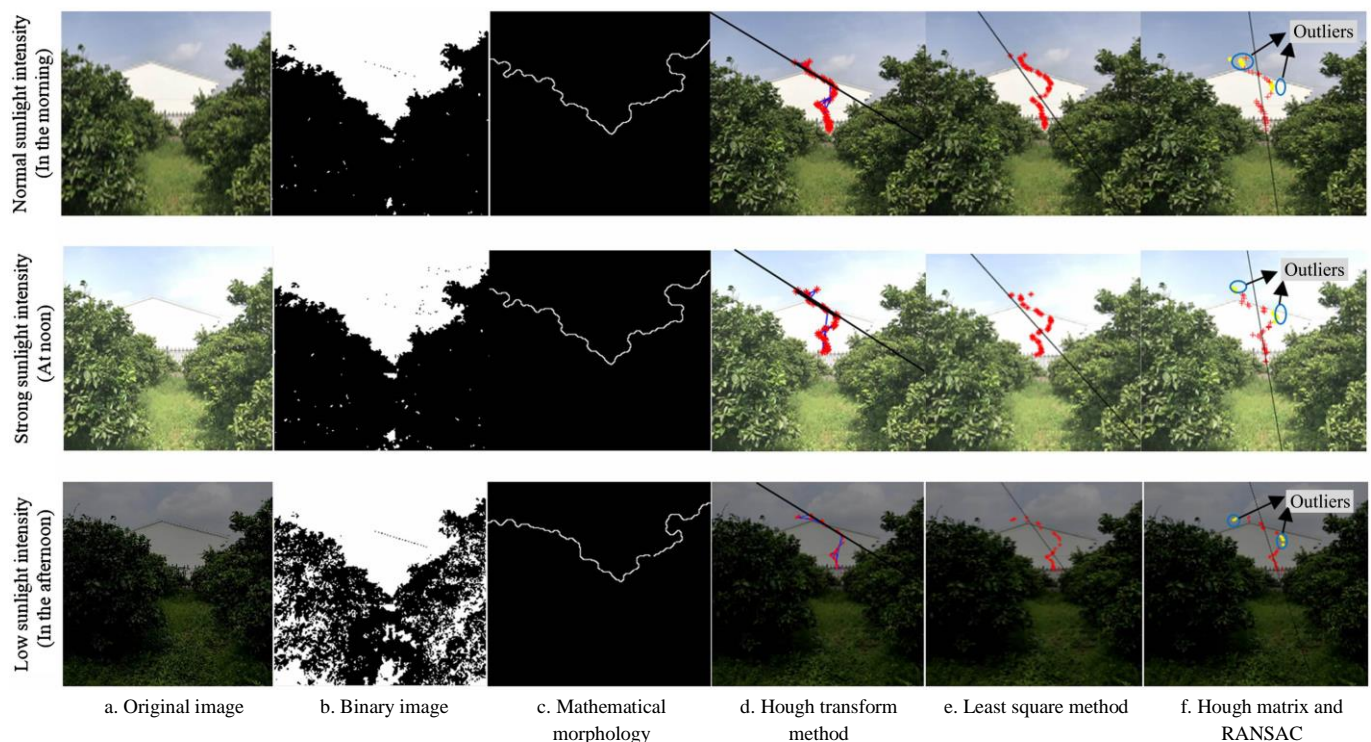 Normal sunlight intensity
(In the morning)
Outliers
Strong sunlight intensity
(At noon)
Outliers
Low sunlight intensity
(In the afternoon)
Outliers
a. Original image
b. Binary image
c. Mathematical
morphology
d. Hough transform
method
e. Least square method
f. Hough matrix and
RANSAC